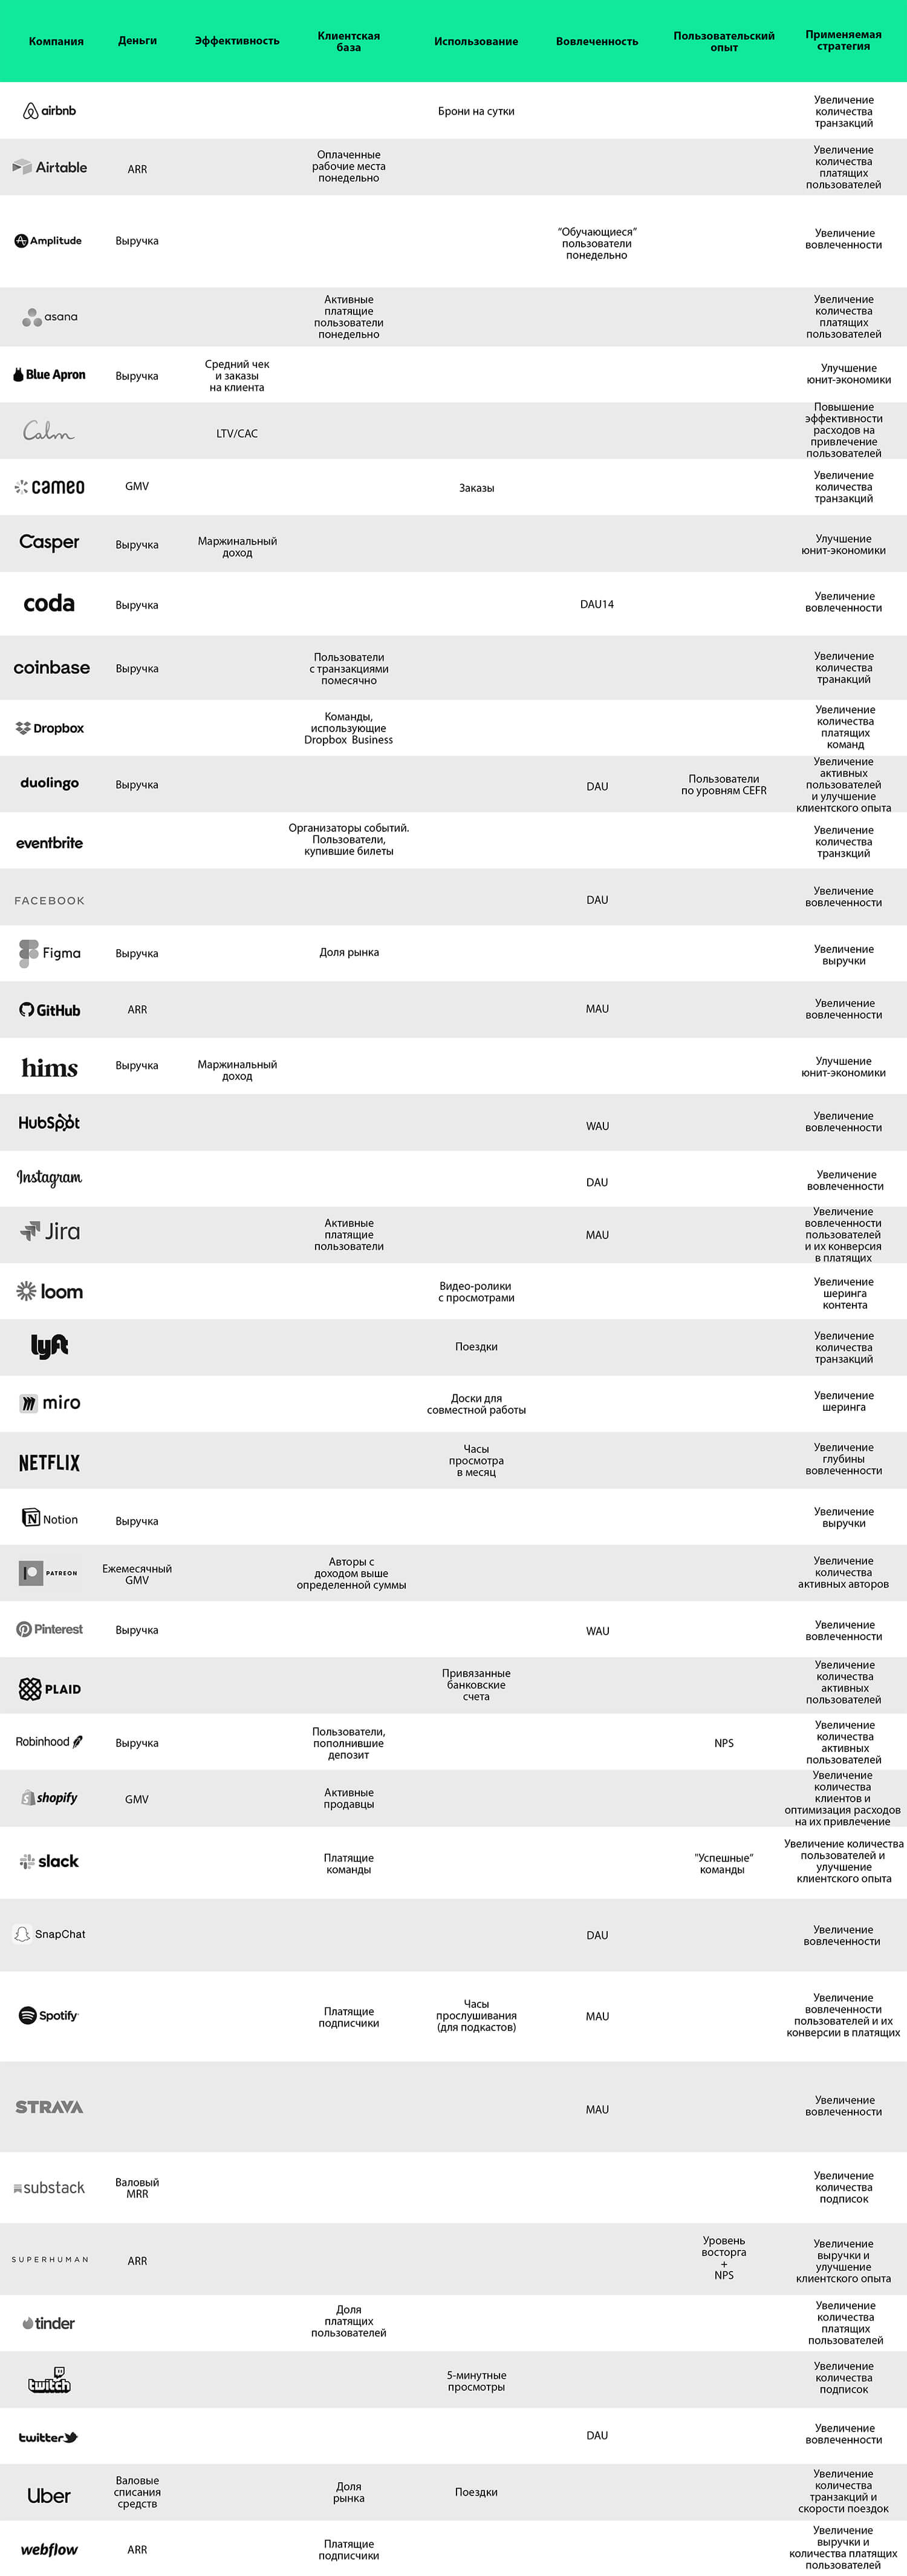 Компания
Деньги
Эффективность
Клиентская
база
Использование
Вовлеченность
Пользовательский
опыт
Применяемая
стратегия
airbnb
Брони на сутки
Увеличение
количества
транзакций
Airtable
ARR
Оплаченные
рабочие места
понедельно
Увеличение
количества
платящих
пользователей
Amplitude
Выручка
“Обучающиеся”
пользователи
понедельно
Увеличение
вовлеченности
asana
Активные
платящие
пользователи
понедельно
Увеличение
количества
платящих
пользователей
Blue Apron
Выручка
Средний чек
и заказы
на клиента
Улучшение
юнит-экономики
Calm
LTV/CAC
Повышение
эффективности
расходов на
привлечение
пользователей
cameo
GMV
Заказы
Увеличение
количества
транзакций
Casper
Выручка
Маржинальный
доход
Улучшение
юнит-экономики
coda
Выручка
DAU14
Увеличение
вовлеченности
coinbase
Выручка
Пользователи
с транзакциями
помесячно
Увеличение
количества
транакций
Dropbox
Команды,
использующие
Dropbox Business
Увеличение
количества
платящих
команд
duolingo
Выручка
DAU
Пользователи
по уровням CEFR
Увеличение
активных
пользователей
и улучшение
клиентского опыта
eventbrite
Организаторы событий.
Пользователи,
купившие билеты
Увеличение
количества
транзкций
FACEBOOK
DAU
Увеличение
вовлеченности
Figma
Выручка
Доля рынка
Увеличение
выручки
GitHub
ARR
MAU
Увеличение
вовлеченности
hims
Выручка
Маржинальный
доход
Улучшение
юнит-экономики
HubSpot
WAU
Увеличение
вовлеченности
Instagram
DAU
Увеличение
вовлеченности
Jira
Активные
платящие
пользователи
MAU
Увеличение
вовлеченности
пользователей
и их конверсия
в платящих
loom
Видео-ролики
с просмотрами
Увеличение
шеринга
контента
lyft
Поездки
Увеличение
количества
транзакций
miro
Доски для
совместной работы
Увеличение
шеринга
NETFLIX
Часы
просмотра
в месяц
Увеличение
глубины
вовлеченности
Notion
Выручка
Увеличение
выручки
PATREON
Ежемесячный
GMV
Авторы с
доходом выше
определенной суммы
Увеличение
количества
активных авторов
Pinterest
Выручка
WAU
Увеличение
вовлеченности
PLAID
Привязанные
банковские
счета
Увеличение
количества
активных
пользователей
Robinhood
Выручка
Пользователи,
пополнившие
депозит
NPS
Увеличение
количества
активных
пользователей
shopify
GMV
Активные
продавцы
Увеличение
количества
клиентов и
оптимизация расходов
на их привлечение
slack
Платящие
команды
"Успешные”
команды
Увеличение количества
пользователей и
улучшение
клиентского опыта
SnapChat
DAU
Увеличение
вовлеченности
Spotify
Платящие
подписчики
Часы
прослушивания
(для подкастов)
MAU
Увеличение
вовлеченности
пользователей и их
конверсии в платящих
STRAVA
MAU
Увеличение
вовлеченности
substack
Валовый
MRR
Увеличение
количества
подписок
SUPERHUMAN
ARR
Уровень
восторга
+
NPS
Увеличение
выручки и
улучшение
клиентского опыта
tinder
Доля
платящих
пользователей
Увеличение
количества
платящих
пользователей
twitch
5-минутные
просмотры
Увеличение
количества
подписок
twitter
DAU
Увеличение
вовлеченности
Uber
Валовые
списания
средств
Доля
рынка
Поездки
Увеличение
количества
транзакций и
скорости поездок
webflow
ARR
Платящие
подписчики
Увеличение
выручки и
количества платящих
пользователей